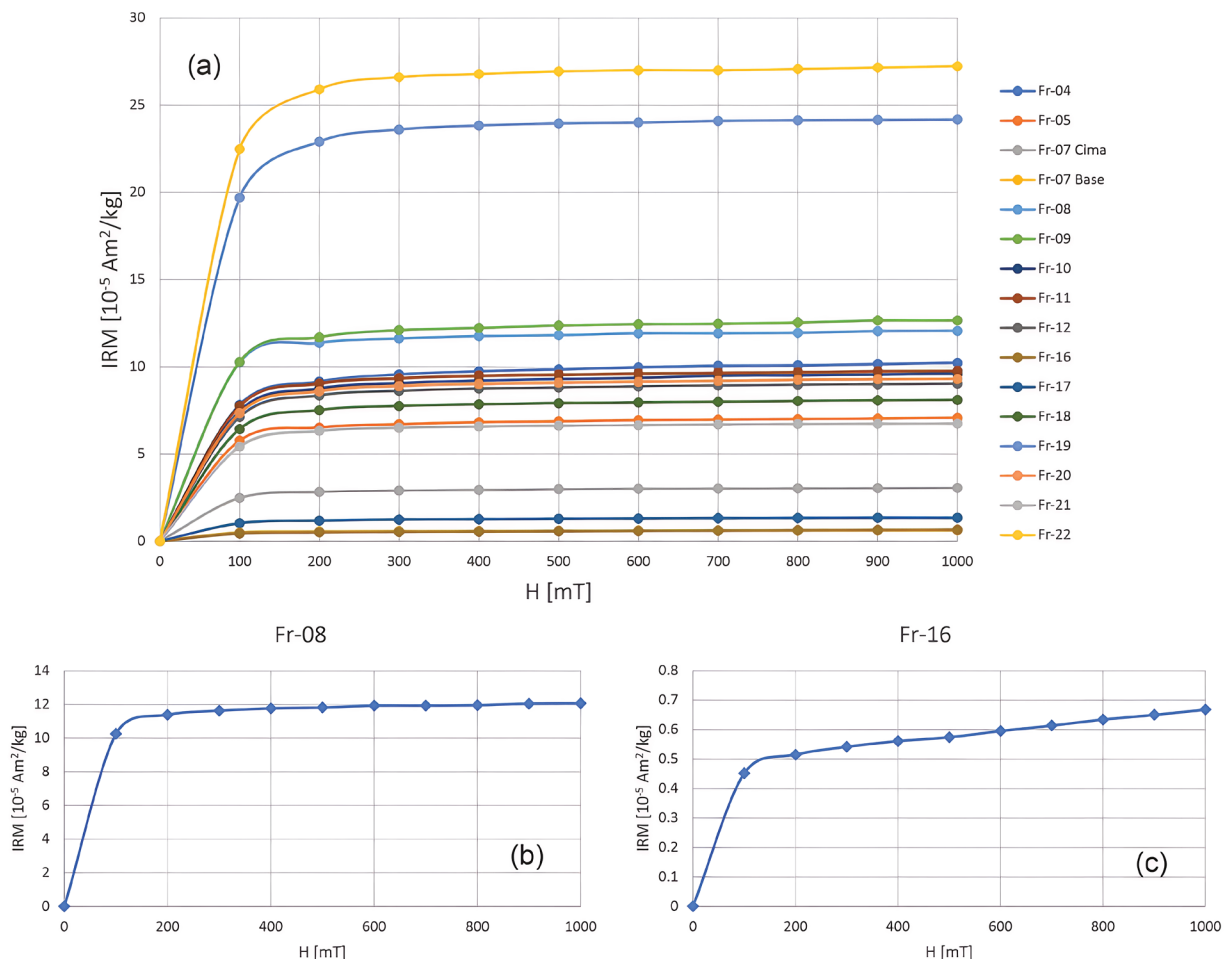 (a)
30
25
20
15
10
5
0
IRM [10⁻⁵ Am²/kg]
0 100 200 300 400 500 600 700 800 900 1000
H [mT]
Fr-04
Fr-05
Fr-07 Cima
Fr-07 Base
Fr-08
Fr-09
Fr-10
Fr-11
Fr-12
Fr-16
Fr-17
Fr-18
Fr-19
Fr-20
Fr-21
Fr-22
Fr-08
14
12
10
8
6
4
2
0
IRM [10⁻⁵ Am²/kg]
(b)
0 200 400 600 800 1000
H [mT]
Fr-16
0.8
0.7
0.6
0.5
0.4
0.3
0.2
0.1
0
IRM [10⁻⁵ Am²/kg]
(c)
0 200 400 600 800 1000
H [mT]